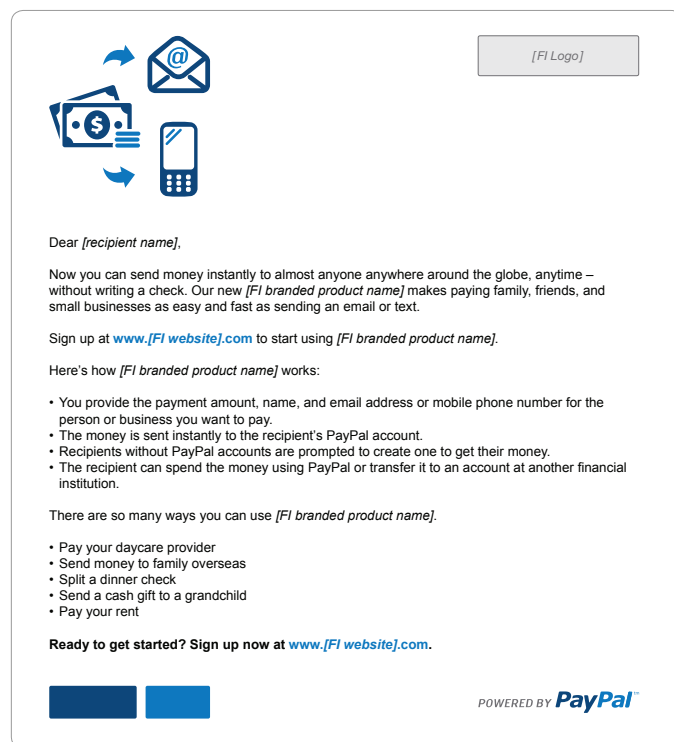 @
[FI Logo]
$
Dear [recipient name],
Now you can send money instantly to almost anyone anywhere around the globe, anytime –
without writing a check. Our new [FI branded product name] makes paying family, friends, and
small businesses as easy and fast as sending an email or text.
Sign up at www.[FI website].com to start using [FI branded product name].
Here’s how [FI branded product name] works:
• You provide the payment amount, name, and email address or mobile phone number for the
person or business you want to pay.
• The money is sent instantly to the recipient’s PayPal account.
• Recipients without PayPal accounts are prompted to create one to get their money.
• The recipient can spend the money using PayPal or transfer it to an account at another financial
institution.
There are so many ways you can use [FI branded product name].
• Pay your daycare provider
• Send money to family overseas
• Split a dinner check
• Send a cash gift to a grandchild
• Pay your rent
Ready to get started? Sign up now at www.[FI website].com.
POWERED BY PayPal™